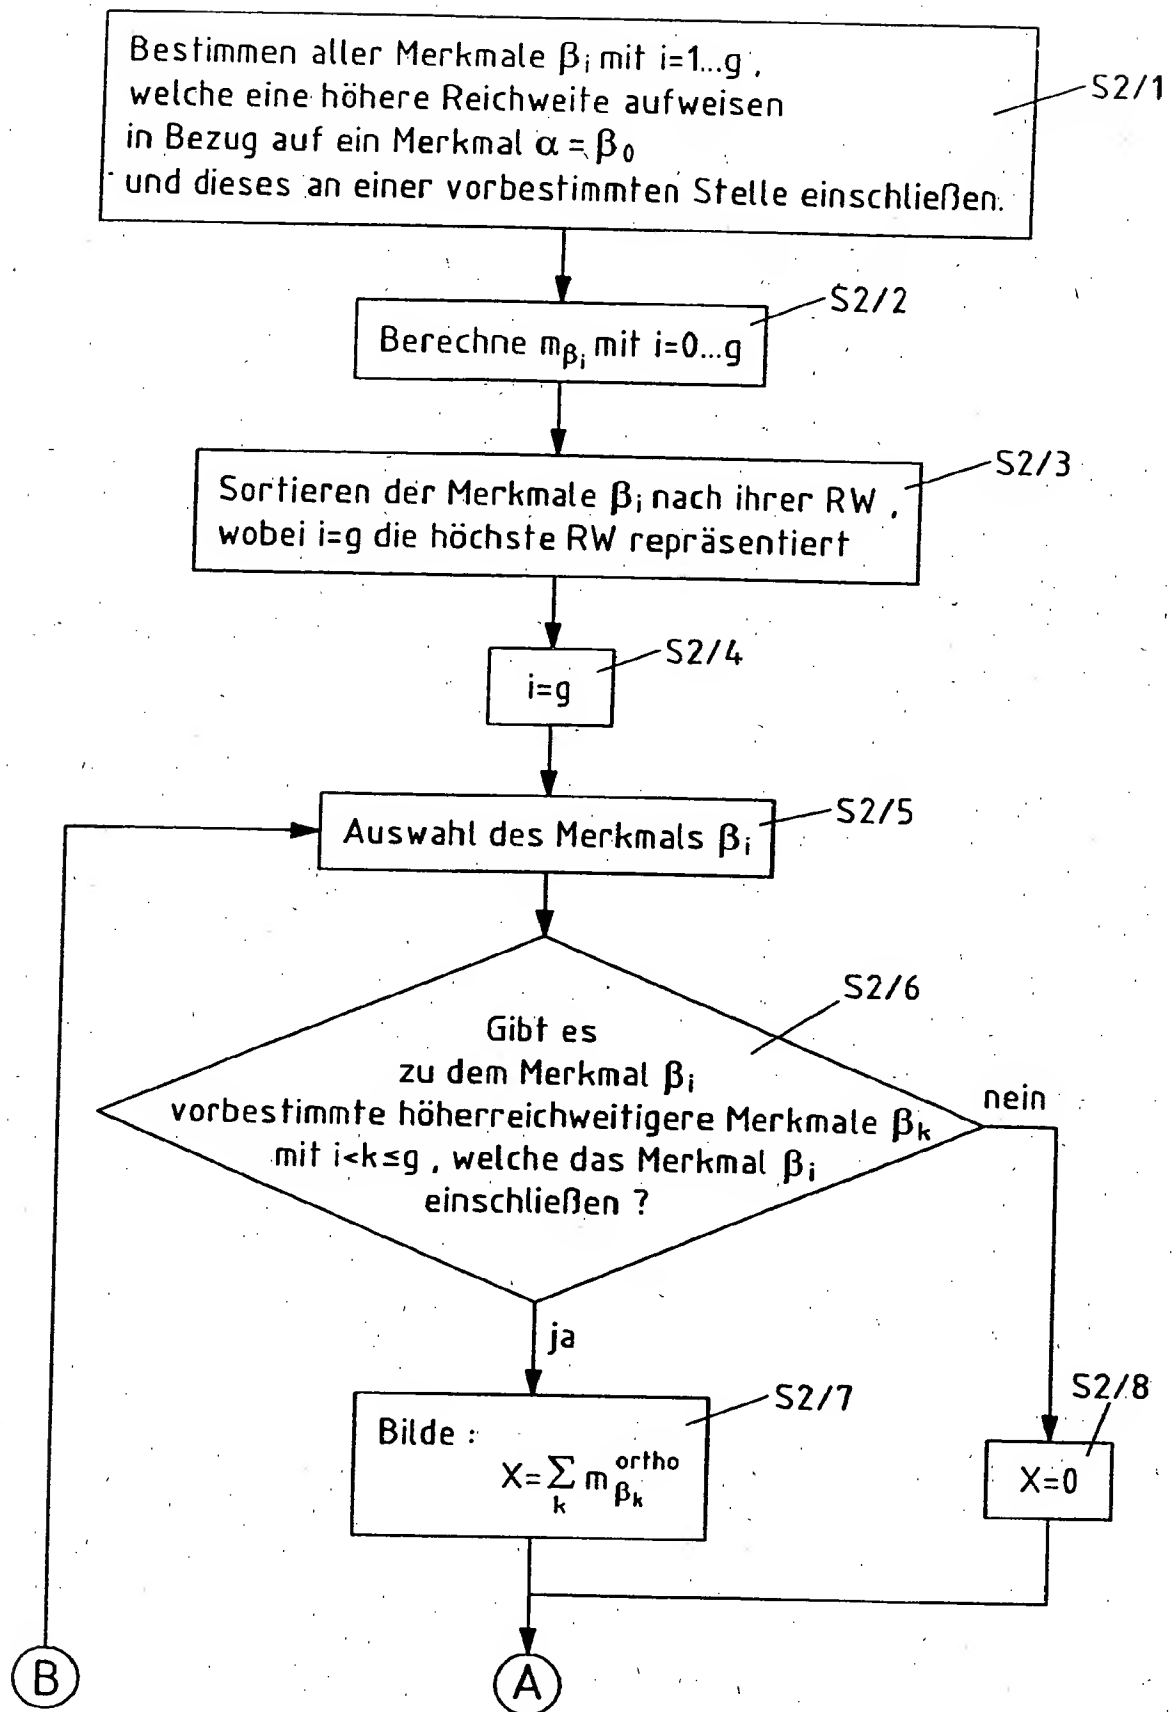 Bestimmen aller Merkmale βi mit i=1...g ,
welche eine höhere Reichweite aufweisen
in Bezug auf ein Merkmal α = β0
und dieses an einer vorbestimmten Stelle einschließen.
S2/1
Berechne mβi mit i=0...g
S2/2
Sortieren der Merkmale βi nach ihrer RW ,
wobei i=g die höchste RW repräsentiert
S2/3
i=g
S2/4
Auswahl des Merkmals βi
S2/5
Gibt es
zu dem Merkmal βi
vorbestimmte höherreichweitigere Merkmale βk
mit i<k≤g , welche das Merkmal βi
einschließen ?
S2/6
nein
ja
Bilde :
X=∑k mβk^ortho
S2/7
X=0
S2/8
B
A